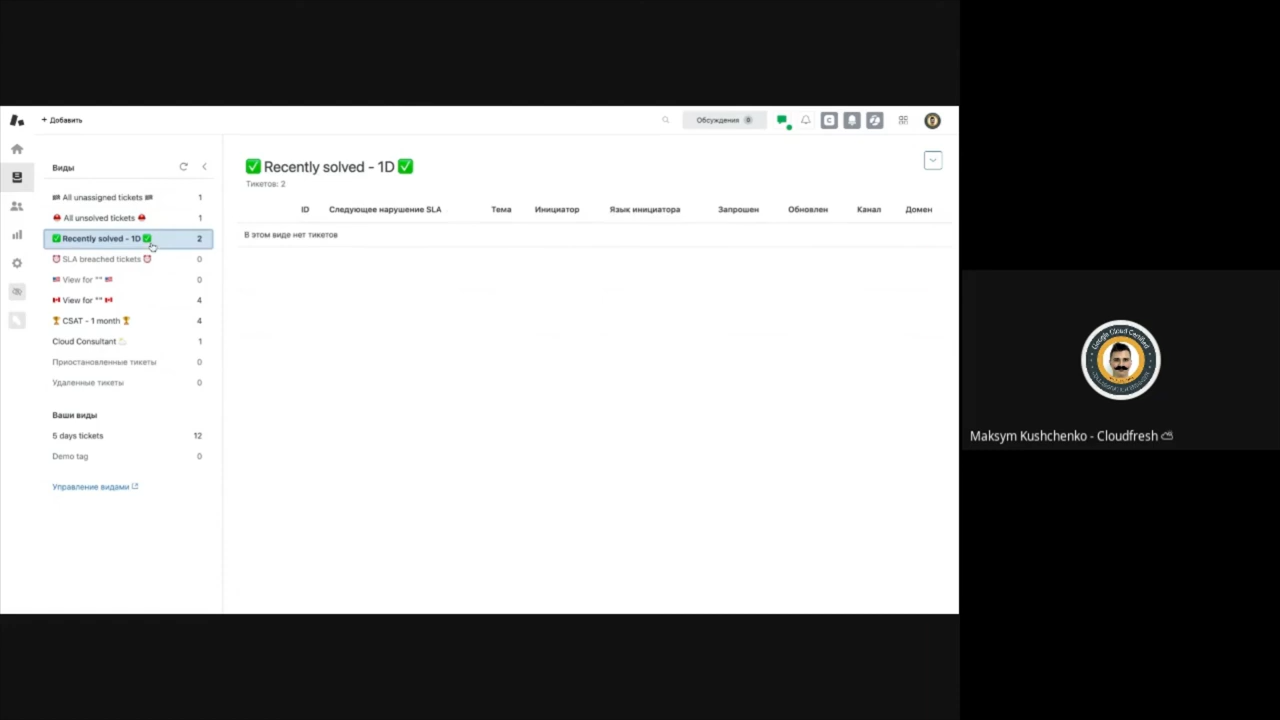 + Добавить
Обсуждения 0
Виды
All unassigned tickets 1
All unsolved tickets 1
✅ Recently solved - 1D ✅ 2
⏰ SLA breached tickets ⏰ 0
🇺🇸 View for "" 🇺🇸 0
🇨🇦 View for "" 🇨🇦 4
🏆 CSAT - 1 month 🏆 4
Cloud Consultant 1
Приостановленные тикеты 0
Удаленные тикеты 0
Ваши виды
5 days tickets 12
Demo tag 0
Управление видами
✅ Recently solved - 1D ✅
Тикетов: 2
ID Следующее нарушение SLA Тема Инициатор Язык инициатора Запрошен Обновлен Канал Домен
В этом виде нет тикетов
Maksym Kushchenko - Cloudfresh ⛅